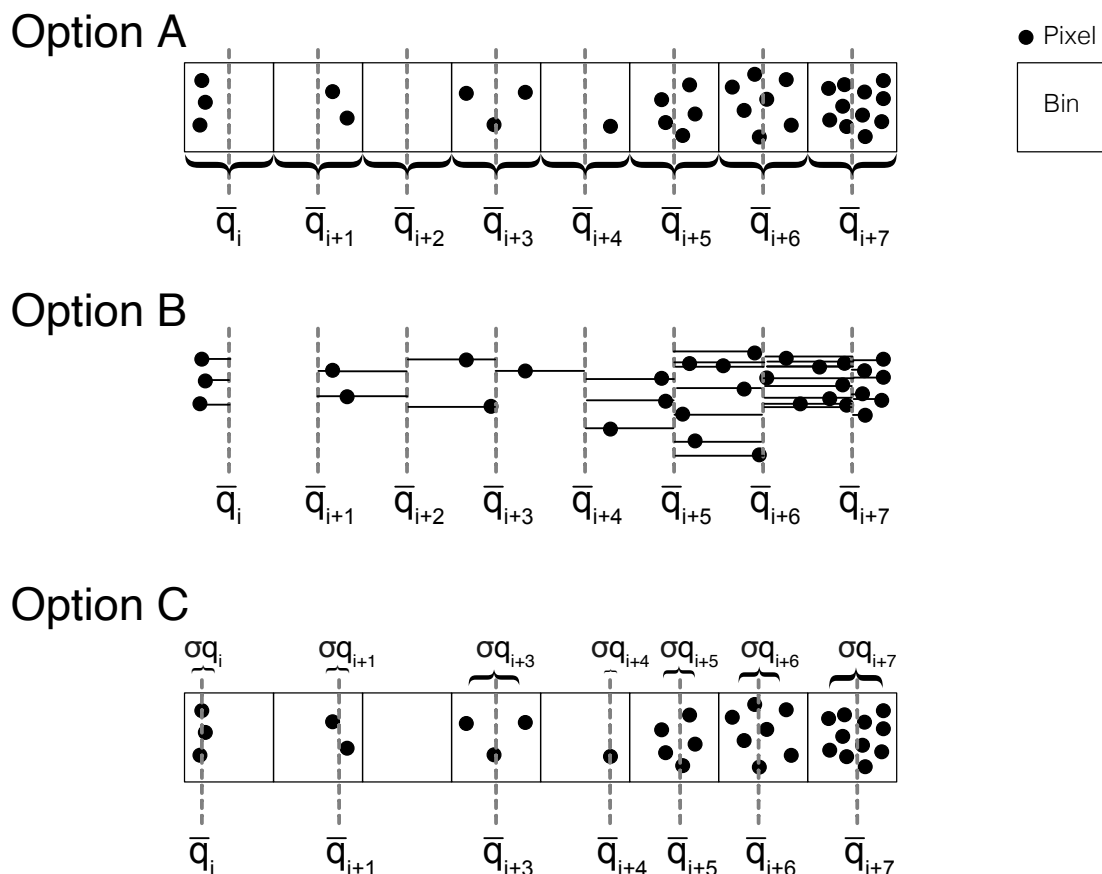 Option A
Pixel
Bin
q̅i q̅i+1 q̅i+2 q̅i+3 q̅i+4 q̅i+5 q̅i+6 q̅i+7
Option B
q̅i q̅i+1 q̅i+2 q̅i+3 q̅i+4 q̅i+5 q̅i+6 q̅i+7
Option C
σqi σqi+1 σqi+3 σqi+4 σqi+5 σqi+6 σqi+7
q̅i q̅i+1 q̅i+3 q̅i+4 q̅i+5 q̅i+6 q̅i+7